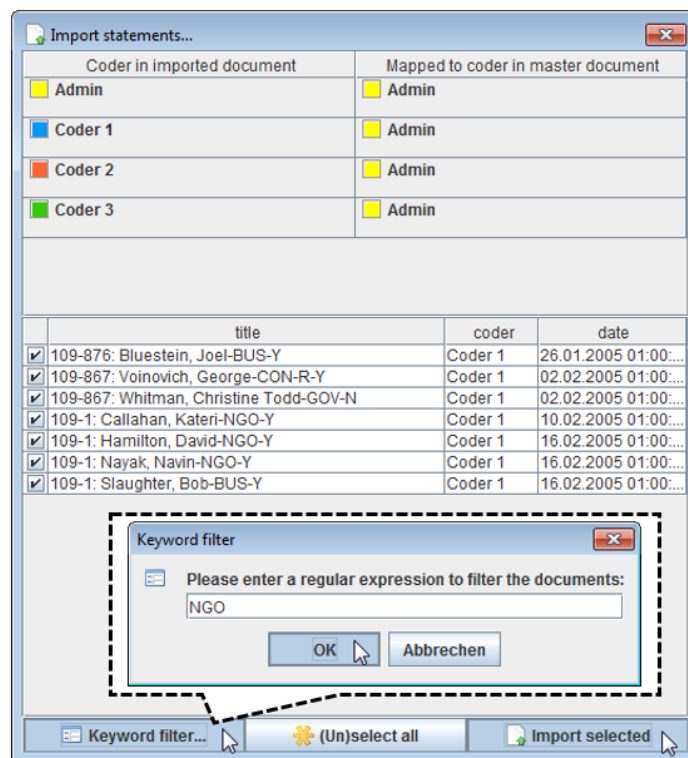 Import statements...
Coder in imported document Mapped to coder in master document
Admin Admin
Coder 1 Admin
Coder 2 Admin
Coder 3 Admin
title coder date
109-876: Bluestein, Joel-BUS-Y Coder 1 26.01.2005 01:00:...
109-867: Voinovich, George-CON-R-Y Coder 1 02.02.2005 01:00:...
109-867: Whitman, Christine Todd-GOV-N Coder 1 02.02.2005 01:00:...
109-1: Callahan, Kateri-NGO-Y Coder 1 10.02.2005 01:00:...
109-1: Hamilton, David-NGO-Y Coder 1 16.02.2005 01:00:...
109-1: Nayak, Navin-NGO-Y Coder 1 16.02.2005 01:00:...
109-1: Slaughter, Bob-BUS-Y Coder 1 16.02.2005 01:00:...
Keyword filter
Please enter a regular expression to filter the documents:
NGO
OK Abbrechen
Keyword filter... (Un)select all Import selected